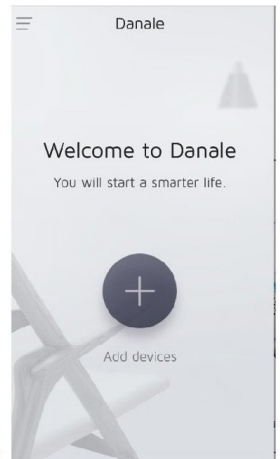 Danale
Welcome to Danale
You will start a smarter life.
Add devices